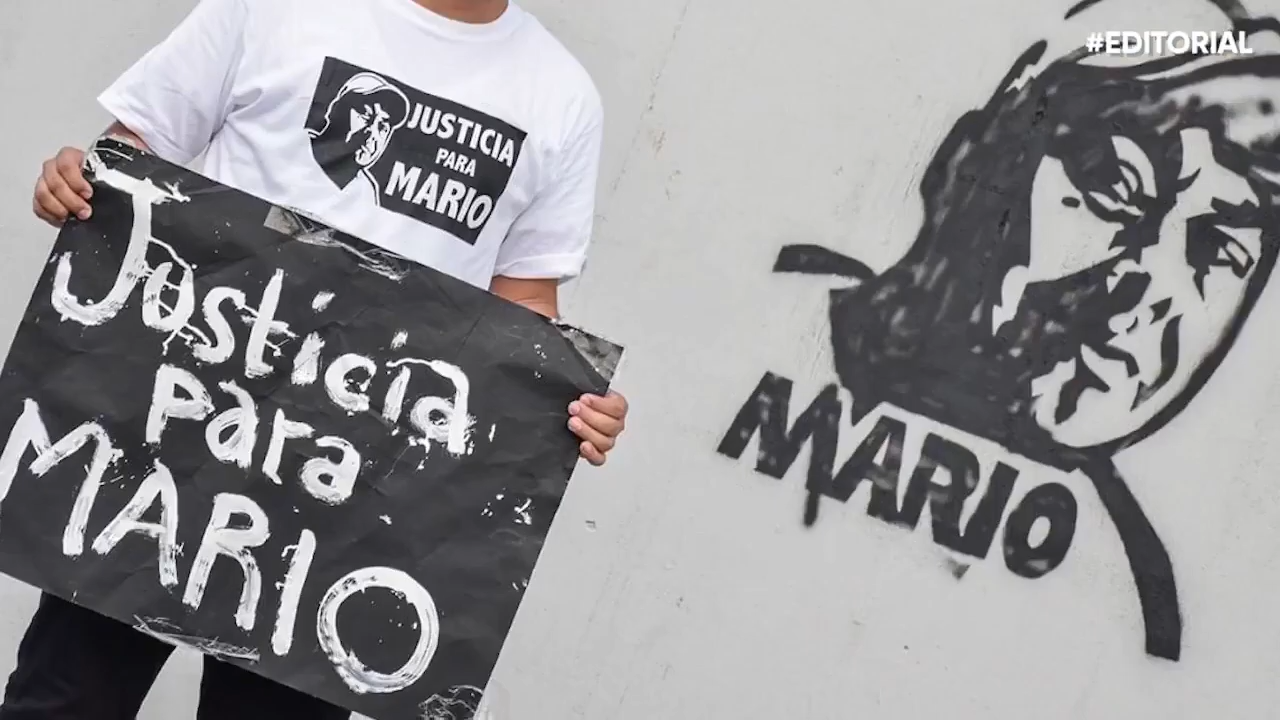 #EDITORIAL
JUSTICIA
PARA
MARIO
Justicia
para
MARIO
MARIO